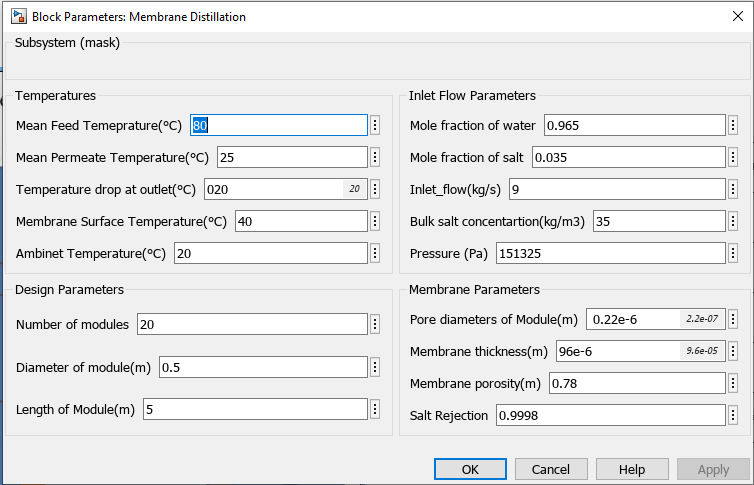 Block Parameters: Membrane Distillation
Subsystem (mask)
Temperatures
Mean Feed Temeprature(°C) 80
Mean Permeate Temperature(°C) 25
Temperature drop at outlet(°C) 020 20
Membrane Surface Temperature(°C) 40
Ambinet Temperature(°C) 20
Inlet Flow Parameters
Mole fraction of water 0.965
Mole fraction of salt 0.035
Inlet_flow(kg/s) 9
Bulk salt concentartion(kg/m3) 35
Pressure (Pa) 151325
Design Parameters
Number of modules 20
Diameter of module(m) 0.5
Length of Module(m) 5
Membrane Parameters
Pore diameters of Module(m) 0.22e-6 2.2e-07
Membrane thickness(m) 96e-6 9.6e-05
Membrane porosity(m) 0.78
Salt Rejection 0.9998
OK Cancel Help Apply